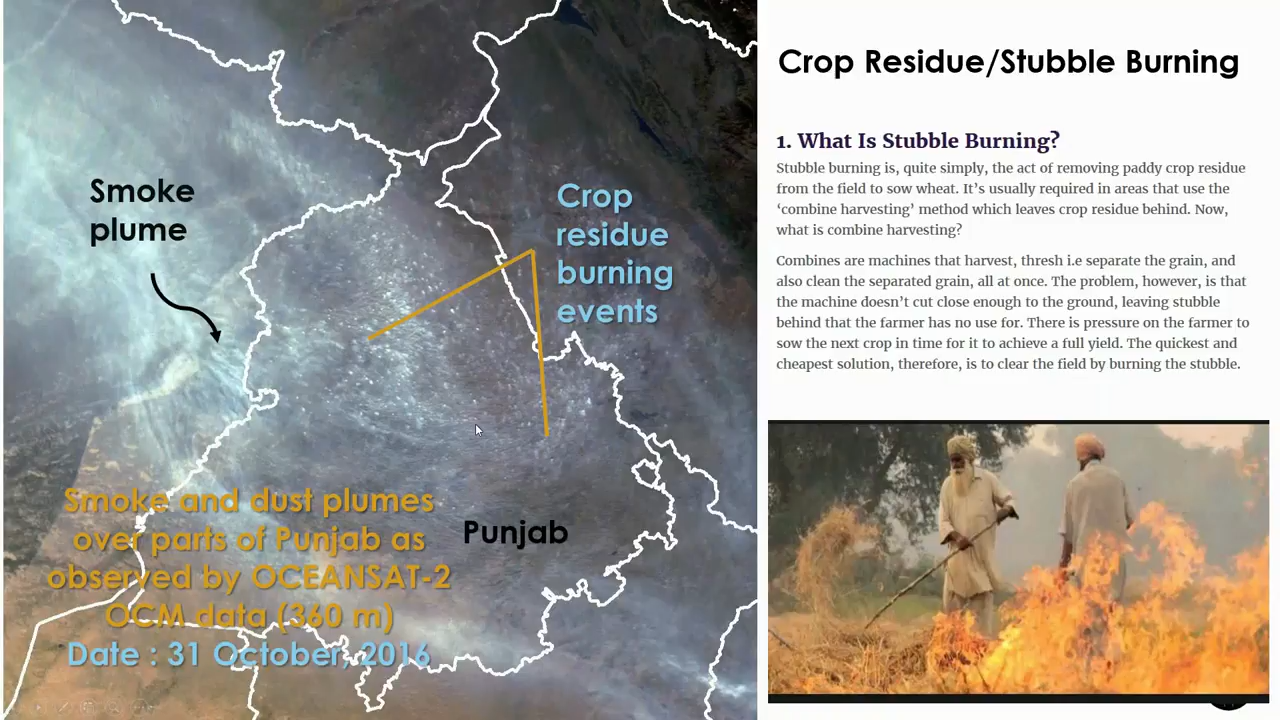 Crop Residue/Stubble Burning
Smoke
plume
Crop
residue
burning
events
Punjab
Smoke and dust plumes
over parts of Punjab as
observed by OCEANSAT-2
OCM data (360 m)
Date : 31 October, 2016
1. What Is Stubble Burning?
Stubble burning is, quite simply, the act of removing paddy crop residue
from the field to sow wheat. It’s usually required in areas that use the
‘combine harvesting’ method which leaves crop residue behind. Now,
what is combine harvesting?
Combines are machines that harvest, thresh i.e separate the grain, and
also clean the separated grain, all at once. The problem, however, is that
the machine doesn’t cut close enough to the ground, leaving stubble
behind that the farmer has no use for. There is pressure on the farmer to
sow the next crop in time for it to achieve a full yield. The quickest and
cheapest solution, therefore, is to clear the field by burning the stubble.